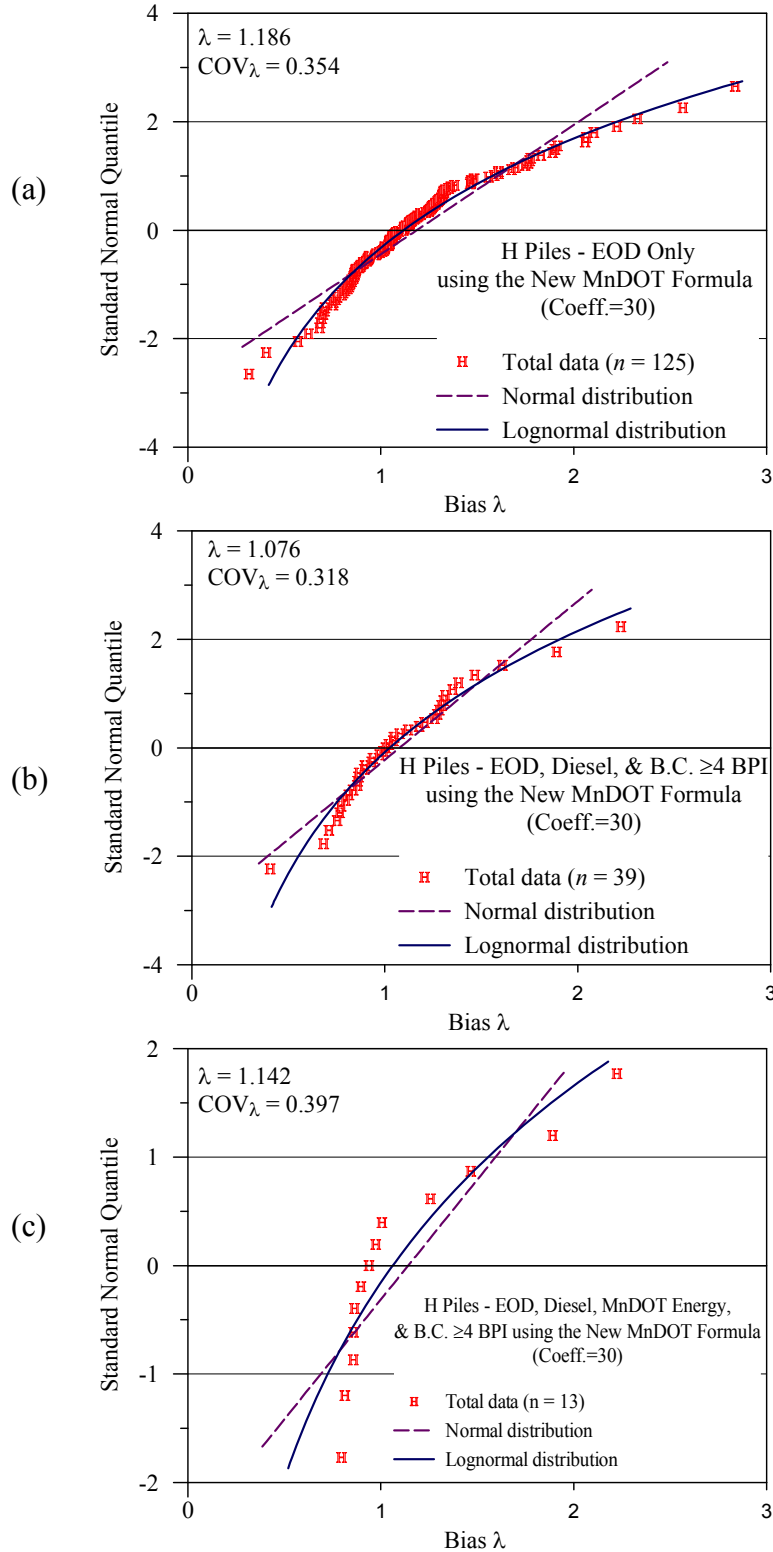 (a)
λ = 1.186
COVλ = 0.354
Standard Normal Quantile
4
2
0
-2
-4
H Piles - EOD Only
using the New MnDOT Formula
(Coeff.=30)
Total data (n = 125)
Normal distribution
Lognormal distribution
0 1 2 3
Bias λ
(b)
λ = 1.076
COVλ = 0.318
Standard Normal Quantile
4
2
0
-2
-4
H Piles - EOD, Diesel, & B.C. ≥4 BPI
using the New MnDOT Formula
(Coeff.=30)
Total data (n = 39)
Normal distribution
Lognormal distribution
0 1 2 3
Bias λ
(c)
λ = 1.142
COVλ = 0.397
Standard Normal Quantile
2
1
0
-1
-2
H Piles - EOD, Diesel, MnDOT Energy,
& B.C. ≥4 BPI using the New MnDOT Formula
(Coeff.=30)
Total data (n = 13)
Normal distribution
Lognormal distribution
0 1 2 3
Bias λ